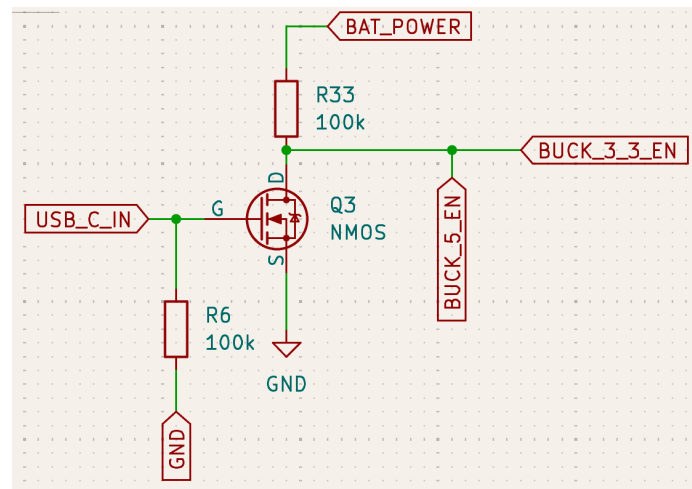 BAT_POWER
R33
100k
BUCK_3_3_EN
D
G
Q3
NMOS
USB_C_IN
S
BUCK_5_EN
R6
100k
GND
GND